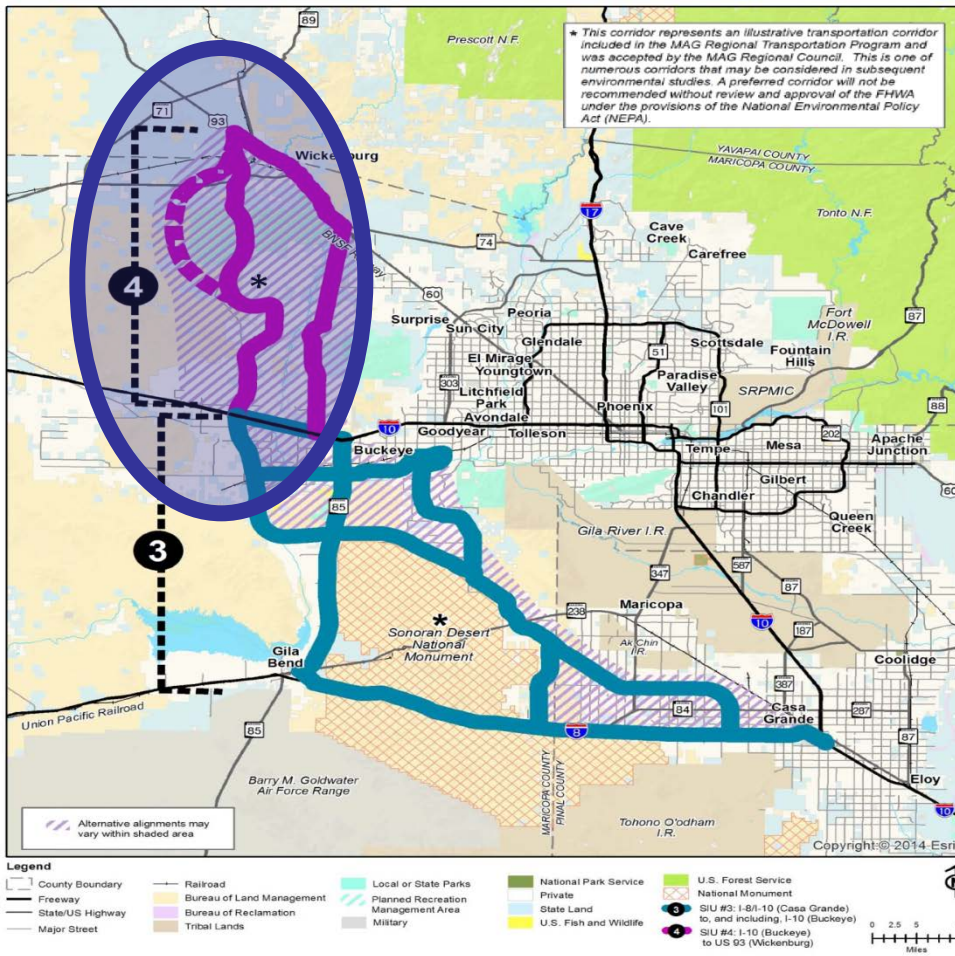 89
Prescott N.F.
* This corridor represents an illustrative transportation corridor
included in the MAG Regional Transportation Program and
was accepted by the MAG Regional Council. This is one of
numerous corridors that may be considered in subsequent
environmental studies. A preferred corridor will not be
recommended without review and approval of the FHWA
under the provisions of the National Environmental Policy
Act (NEPA).
71
93
Wickenburg
YAVAPAI COUNTY
MARICOPA COUNTY
Tonto N.F.
17
Cave
Creek
Carefree
74
BNSF Railway
60
4
*
Surprise
Peoria
Sun City
Glendale
51
Scottsdale
Fort
McDowell
I.R.
87
El Mirage
Youngtown
Paradise
Valley
Fountain
Hills
303
Litchfield
Park
SRPMIC
88
Avondale
Phoenix
101
10
Goodyear
Tolleson
Tempe
Mesa
202
Apache
Junction
Buckeye
Gilbert
60
85
Chandler
Queen
Creek
3
Gila River I.R.
347
587
87
Maricopa
238
*
Sonoran Desert
National
Monument
Ak Chin
I.R.
10
187
Gila
Bend
Coolidge
387
Casa
Grande
287
84
Union Pacific Railroad
8
85
87
MARICOPA COUNTY
PINAL COUNTY
Barry M. Goldwater
Air Force Range
Eloy
10
Tohono O'odham
I.R.
Alternative alignments may
vary within shaded area
Copyright:© 2014 Esri
Legend
County Boundary
Freeway
State/US Highway
Major Street
Railroad
Bureau of Land Management
Bureau of Reclamation
Tribal Lands
Local or State Parks
Planned Recreation
Management Area
Military
National Park Service
Private
State Land
U.S. Fish and Wildlife
U.S. Forest Service
National Monument
3 SIU #3: I-8/I-10 (Casa Grande)
to, and including, I-10 (Buckeye)
4 SIU #4: I-10 (Buckeye)
to US 93 (Wickenburg)
0 2.5 5
Miles